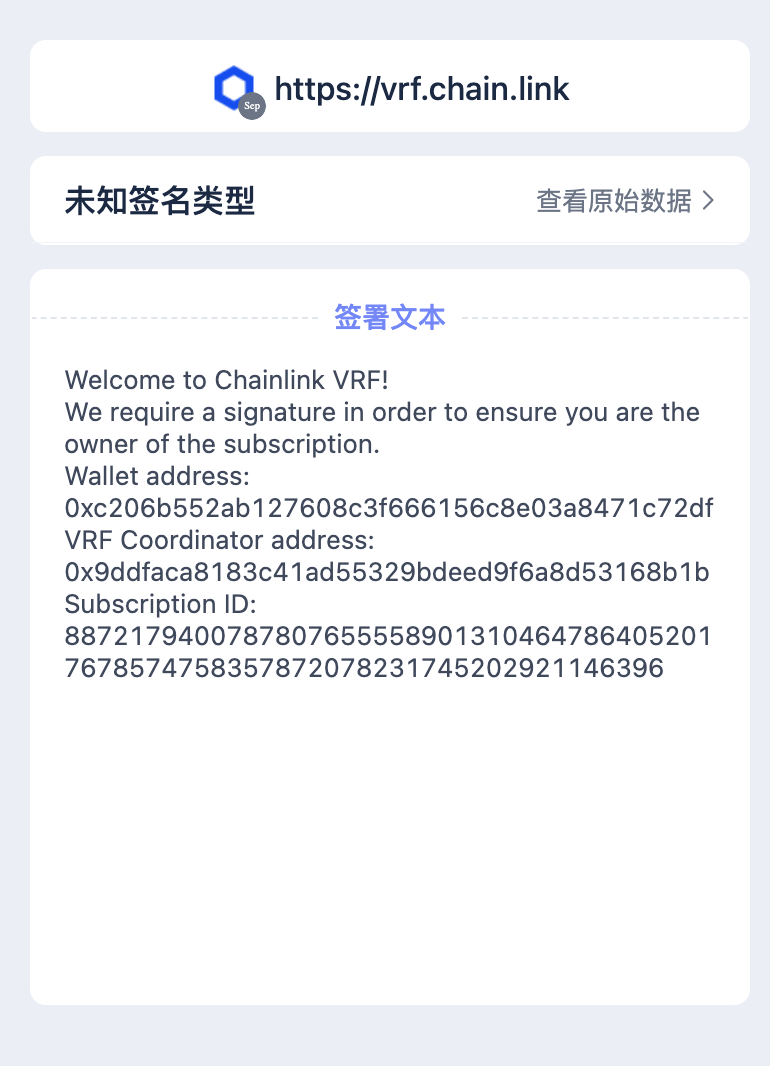 Sep
https://vrf.chain.link
未知签名类型
查看原始数据
签署文本
Welcome to Chainlink VRF!
We require a signature in order to ensure you are the
owner of the subscription.
Wallet address:
0xc206b552ab127608c3f666156c8e03a8471c72df
VRF Coordinator address:
0x9ddfaca8183c41ad55329bdeed9f6a8d53168b1b
Subscription ID:
8872179400787807655558901310464786405201
7678574758357872078231745202921146396